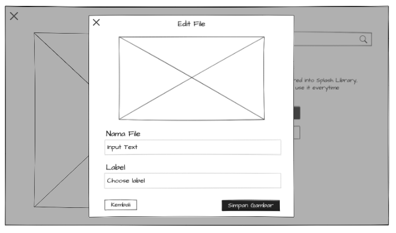 Edit File
red into Splash Library,
use it everytime
Nama File
Input Text
Label
Choose label
Kembali
Simpan Gambar